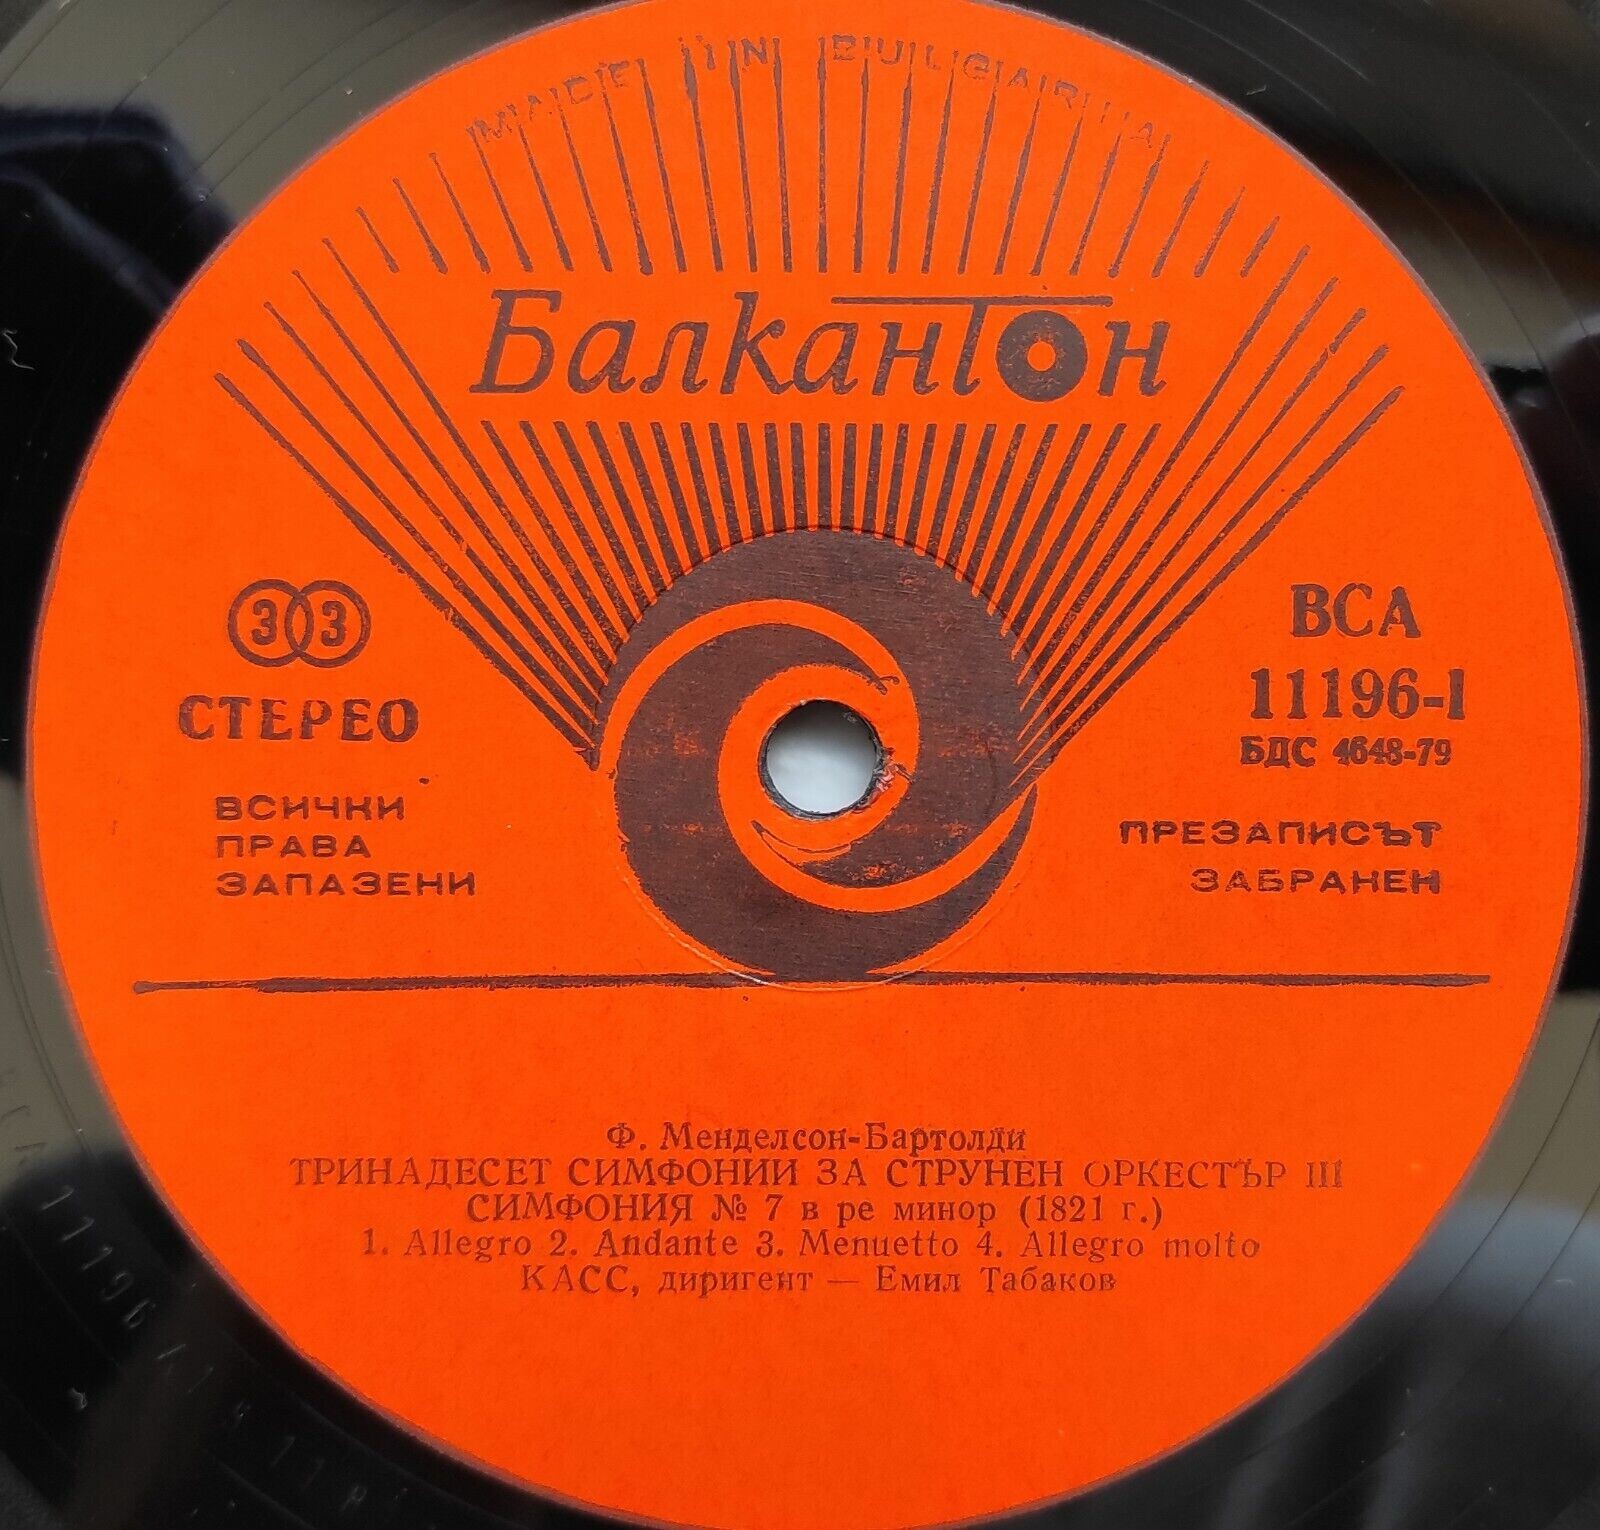 MADE IN BULGARIA
Балкантон
33
СТЕРЕО
ВСИЧКИ
ПРАВА
ЗАПАЗЕНИ
ВСА
11196-I
БДС 4648-79
ПРЕЗАПИСЪТ
ЗАБРАНЕН
Ф. Менделсон-Бартолди
ТРИНАДЕСЕТ СИМФОНИИ ЗА СТРУНЕН ОРКЕСТЪР III
СИМФОНИЯ № 7 в ре минор (1821 г.)
1. Allegro 2. Andante 3. Menuetto 4. Allegro molto
КАСС, диригент — Емил Табаков
11196